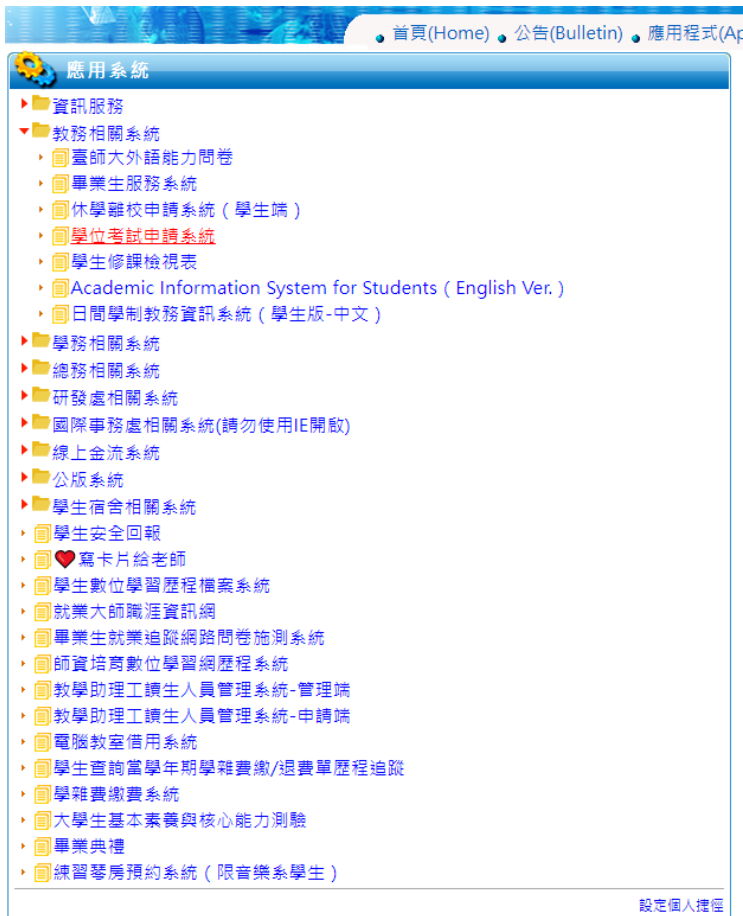 首頁(Home) 公告(Bulletin) 應用程式(Ap
應用系統
資訊服務
教務相關系統
臺師大外語能力問卷
畢業生服務系統
休學離校申請系統(學生端)
學位考試申請系統
學生修課檢視表
Academic Information System for Students ( English Ver. )
日間學制教務資訊系統(學生版-中文)
學務相關系統
總務相關系統
研發處相關系統
國際事務處相關系統(請勿使用IE開啟)
線上金流系統
公版系統
學生宿舍相關系統
學生安全回報
寫卡片給老師
學生數位學習歷程檔案系統
就業大師職涯資訊網
畢業生就業追蹤網路問卷施測系統
師資培育數位學習網歷程系統
教學助理工讀生人員管理系統-管理端
教學助理工讀生人員管理系統-申請端
電腦教室借用系統
學生查詢當學年期學雜費繳/退費單歷程追蹤
學雜費繳費系統
大學生基本素養與核心能力測驗
畢業典禮
練習琴房預約系統(限音樂系學生)
設定個人捷徑